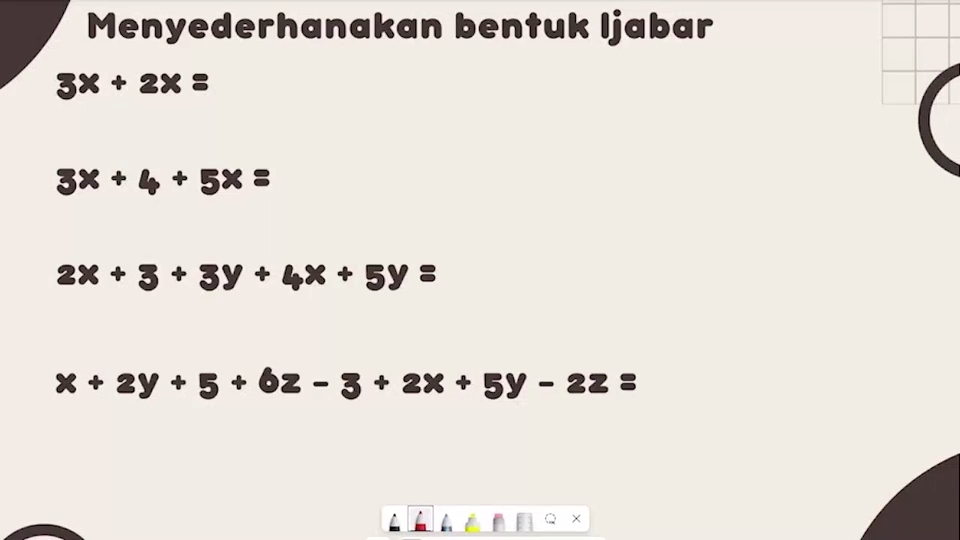 Menyederhanakan bentuk ljabar
3x + 2x =
3x + 4 + 5x =
2x + 3 + 3y + 4x + 5y =
x + 2y + 5 + 6z - 3 + 2x + 5y - 2z =